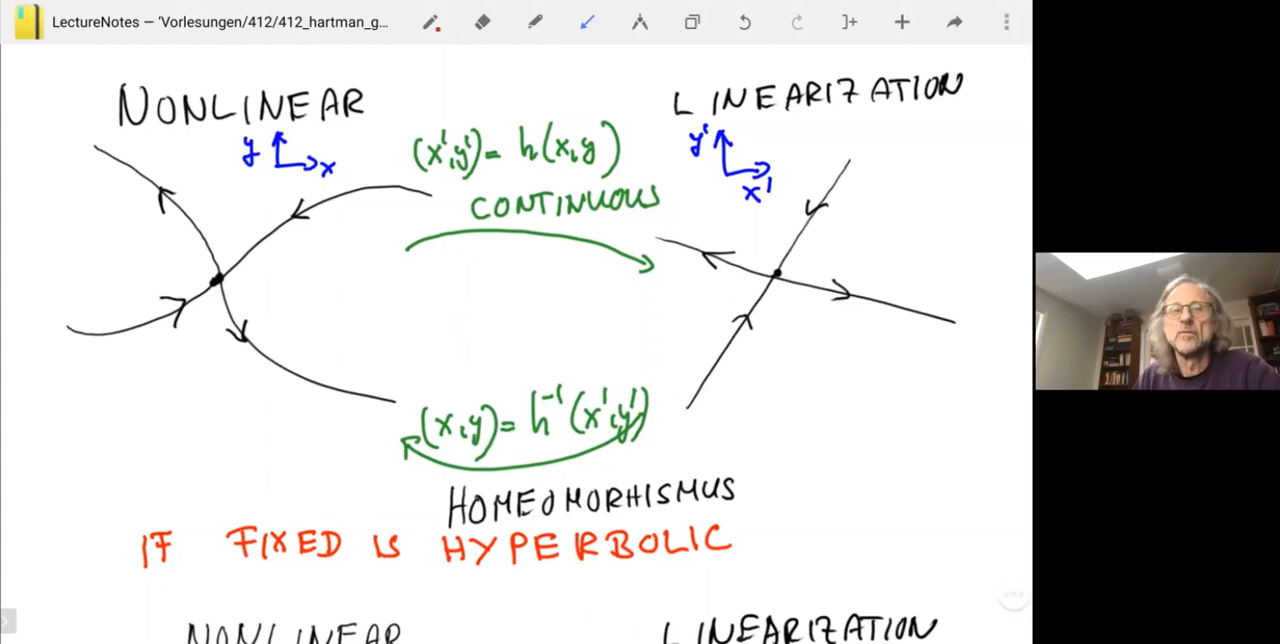 LectureNotes — ‘Vorlesungen/412/412_hartman_g...
NONLINEAR
LINEARIZATION
y
x
(x',y')= h(x,y)
y'
x'
CONTINUOUS
(x,y)= h⁻¹(x',y')
HOMEOMORHISMUS
IF FIXED IS HYPERBOLIC
NONLINEAR
LINEARIZATION